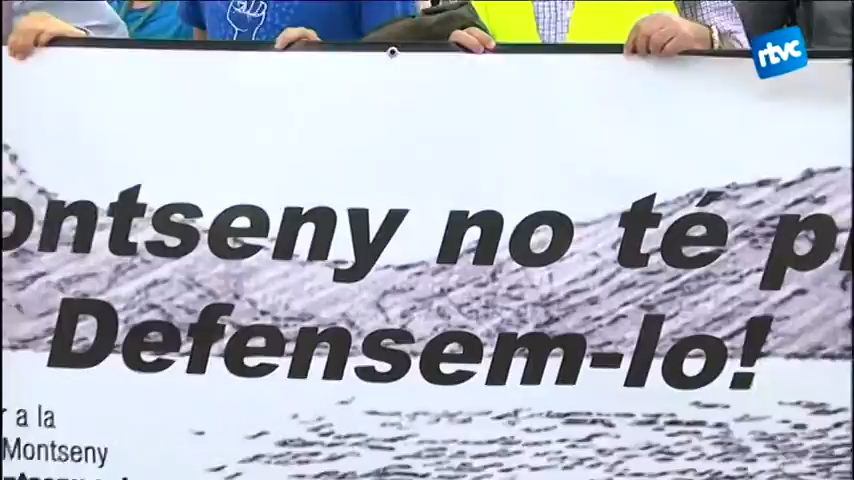 rtvc
ontseny no té p
Defensem-lo!
r a la
Montseny